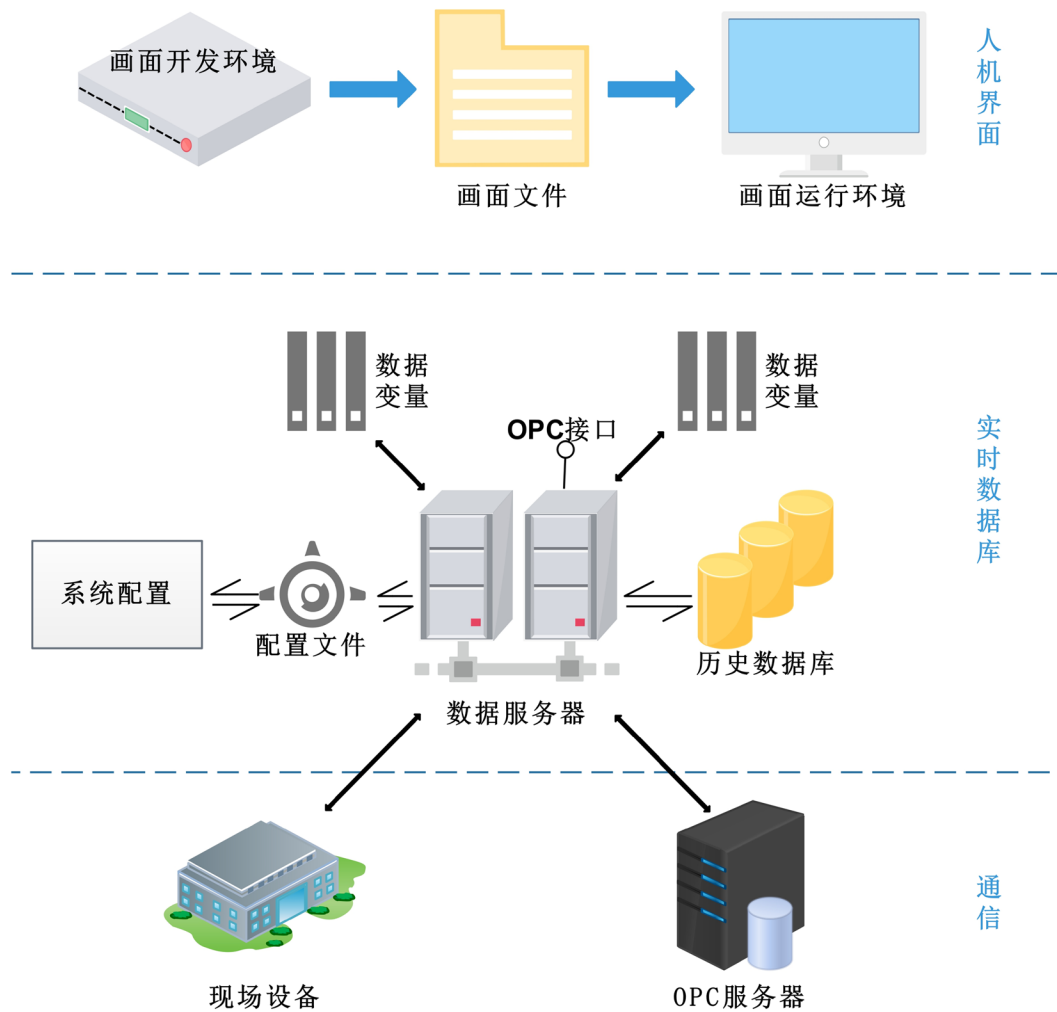 画面开发环境
画面文件
画面运行环境
人机界面
数据
变量
OPC接口
数据
变量
实时数据库
系统配置
配置文件
数据服务器
历史数据库
现场设备
OPC服务器
通信